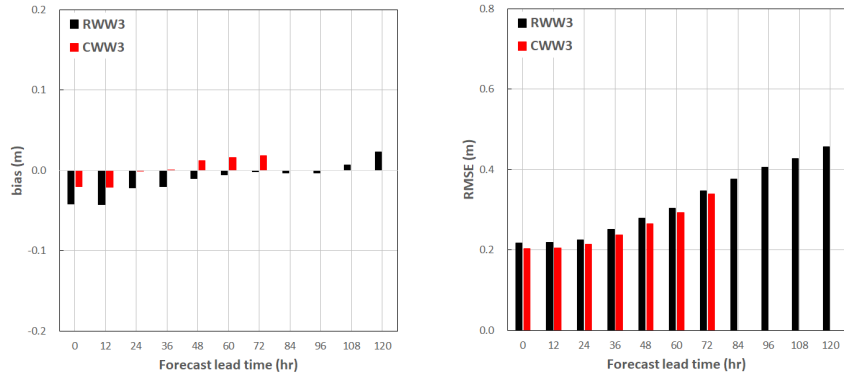 0.2
0.1
0.0
-0.1
-0.2
bias (m)
RWW3
CWW3
0 12 24 36 48 60 72 84 96 108 120
Forecast lead time (hr)
0.8
0.6
0.4
0.2
0.0
RMSE (m)
RWW3
CWW3
0 12 24 36 48 60 72 84 96 108 120
Forecast lead time (hr)